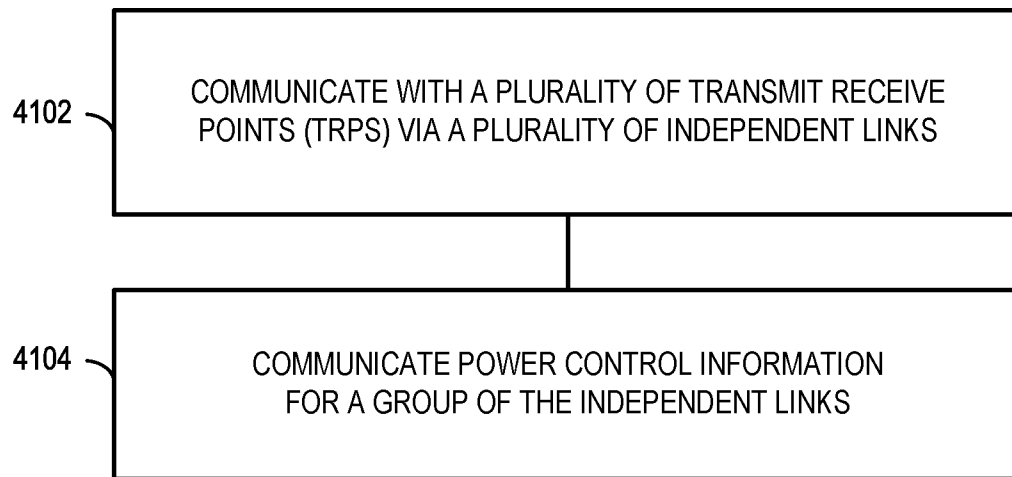 4102
COMMUNICATE WITH A PLURALITY OF TRANSMIT RECEIVE
POINTS (TRPS) VIA A PLURALITY OF INDEPENDENT LINKS
4104
COMMUNICATE POWER CONTROL INFORMATION
FOR A GROUP OF THE INDEPENDENT LINKS